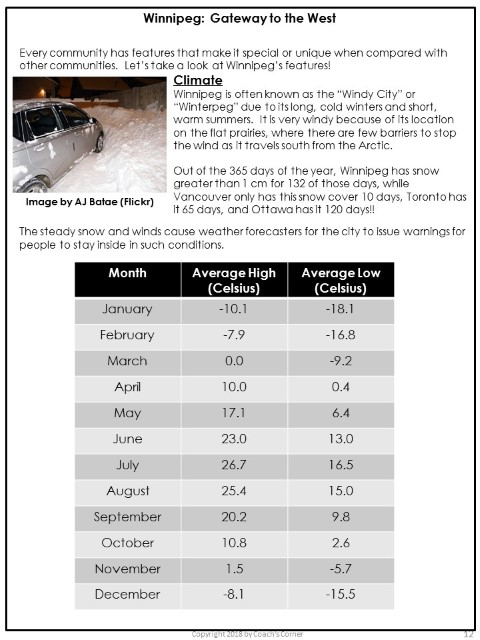 Winnipeg: Gateway to the West
Every community has features that make it special or unique when compared with
other communities. Let's take a look at Winnipeg's features!
Climate
Winnipeg is often known as the "Windy City" or
"Winterpeg" due to its long, cold winters and short,
warm summers. It is very windy because of its location
on the flat prairies, where there are few barriers to stop
the wind as it travels south from the Arctic.
Out of the 365 days of the year, Winnipeg has snow
greater than 1 cm for 132 of those days, while
Vancouver only has this snow cover 10 days, Toronto has
it 65 days, and Ottawa has it 120 days!!
Image by AJ Batae (Flickr)
The steady snow and winds cause weather forecasters for the city to issue warnings for
people to stay inside in such conditions.
Month Average High (Celsius) Average Low (Celsius)
January -10.1 -18.1
February -7.9 -16.8
March 0.0 -9.2
April 10.0 0.4
May 17.1 6.4
June 23.0 13.0
July 26.7 16.5
August 25.4 15.0
September 20.2 9.8
October 10.8 2.6
November 1.5 -5.7
December -8.1 -15.5
Copyright 2018 by Coach's Corner
12